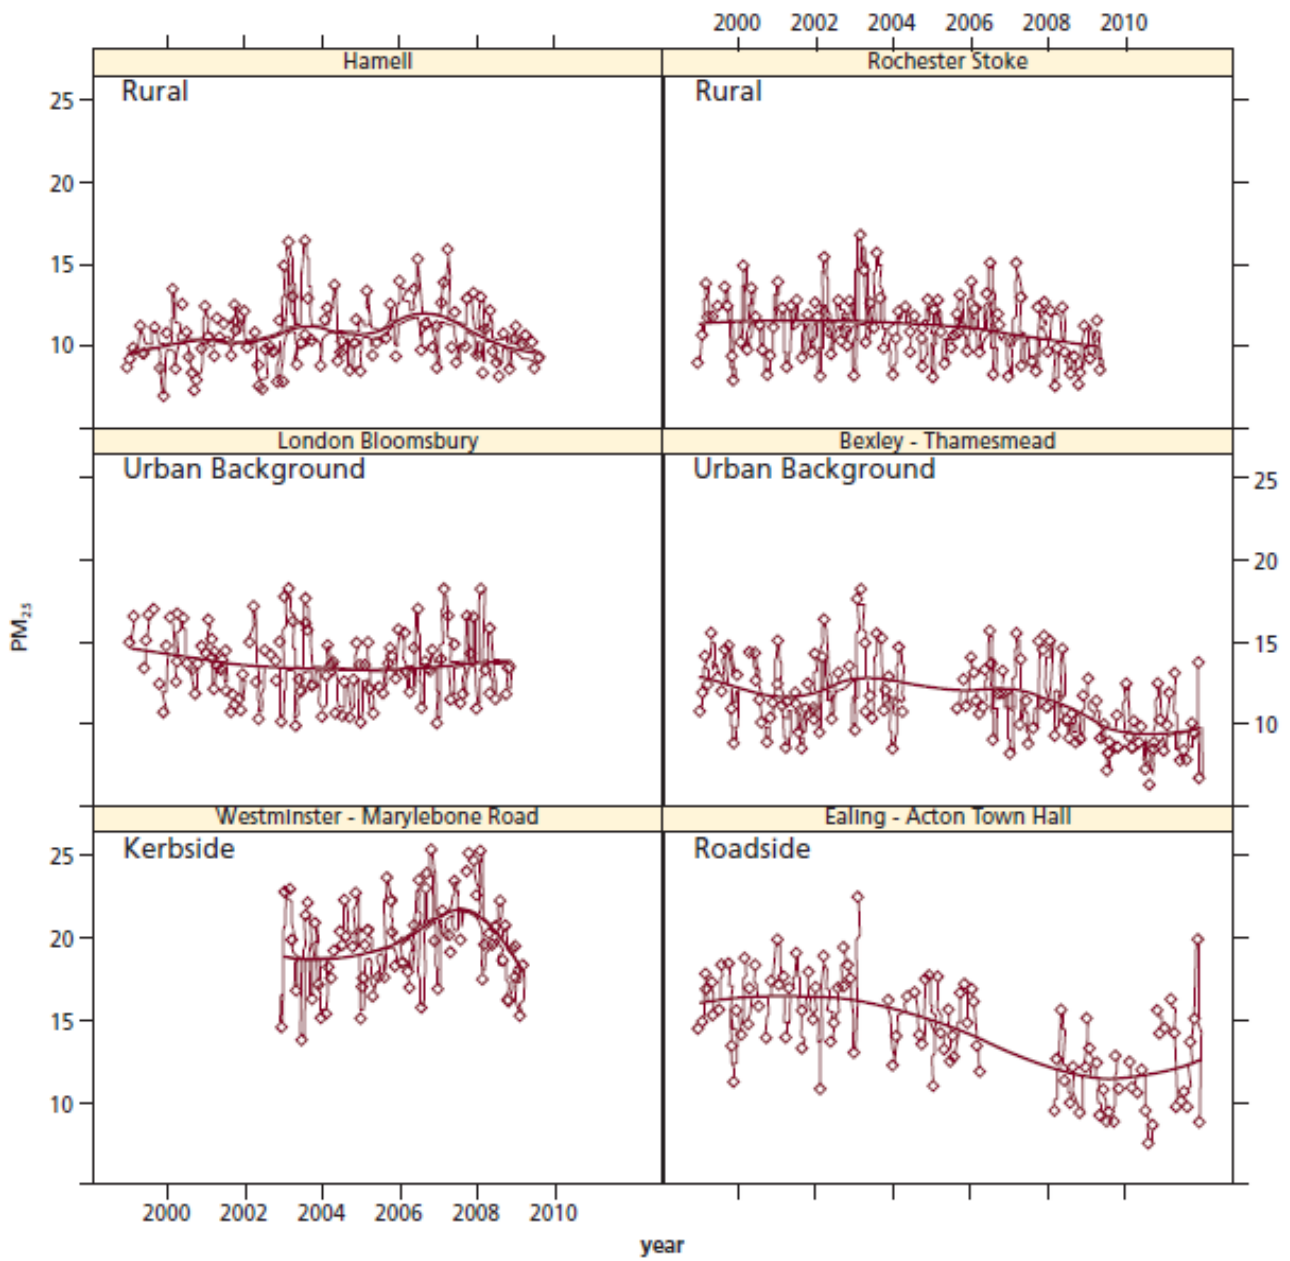 2000 2002 2004 2006 2008 2010
Hamell Rochester Stoke
Rural Rural
25
20
15
10
London Bloomsbury Bexley - Thamesmead
Urban Background Urban Background
25
20
15
10
PM2.5
Westminster - Marylebone Road Ealing - Acton Town Hall
Kerbside Roadside
25
20
15
10
2000 2002 2004 2006 2008 2010
year